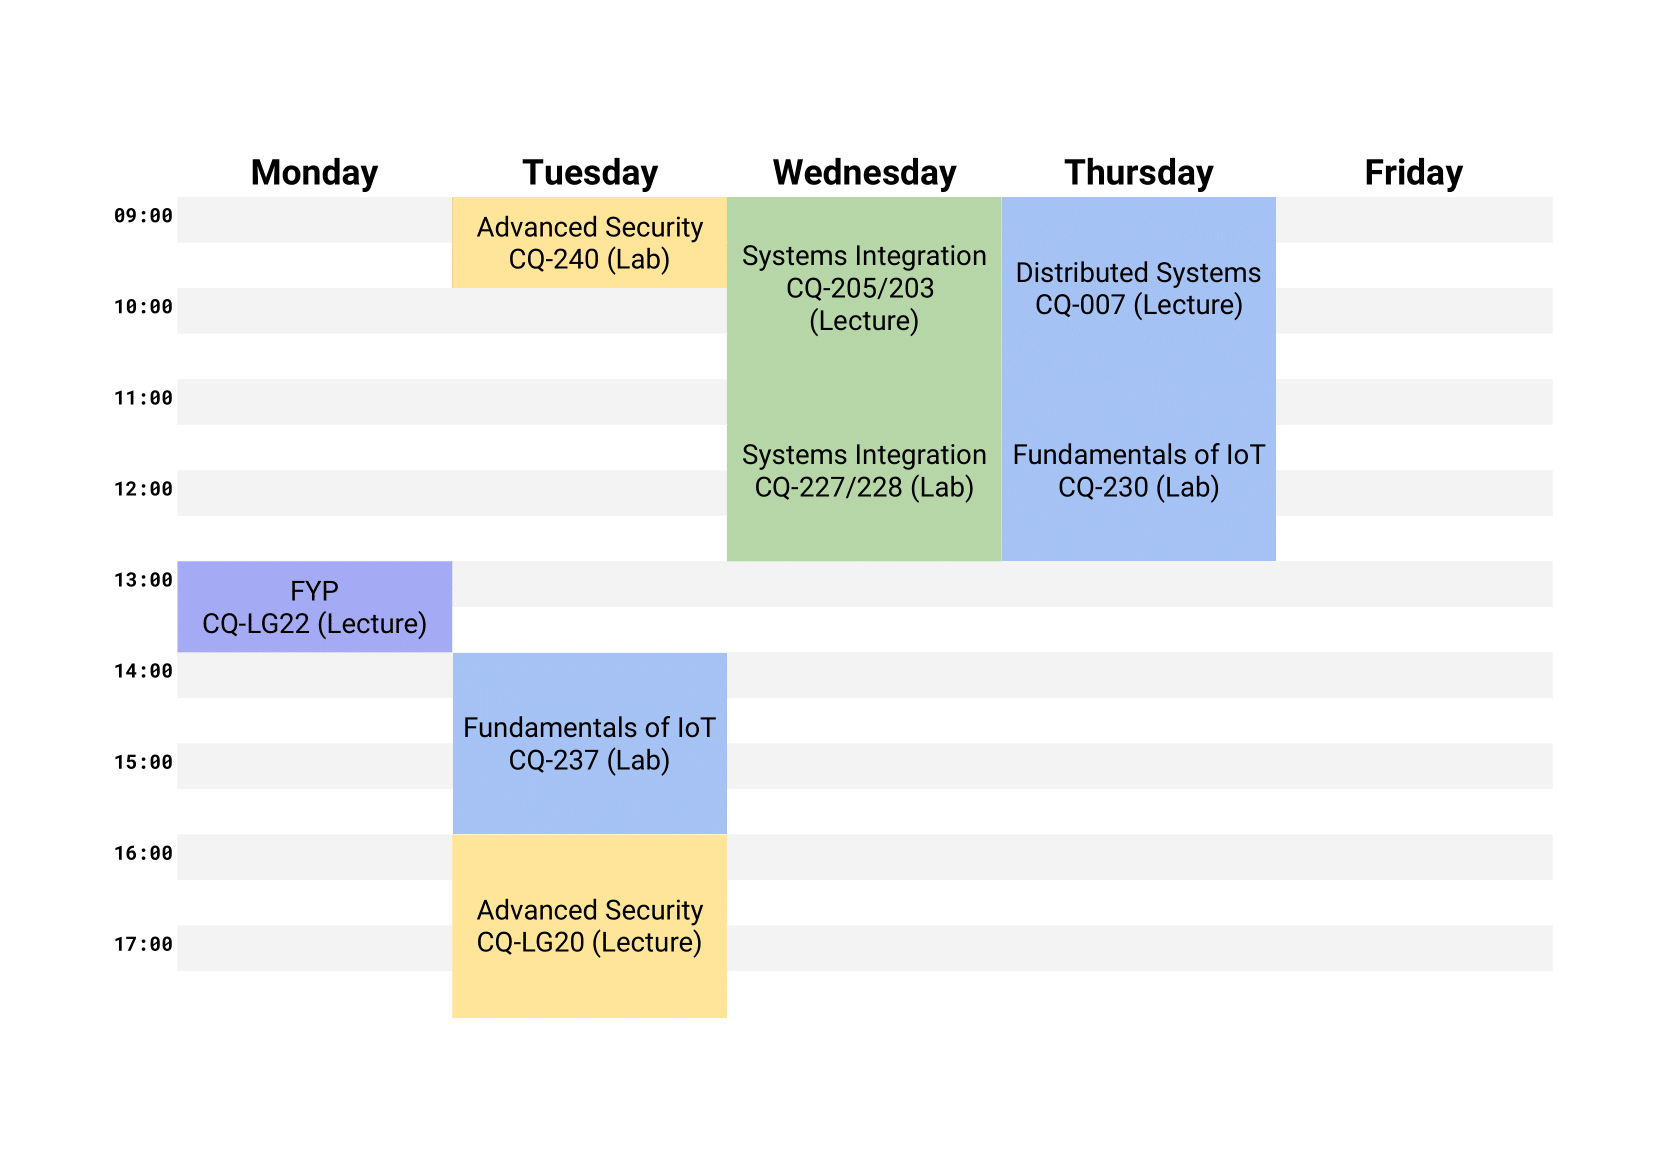 Monday
Tuesday
Wednesday
Thursday
Friday
09:00
Advanced Security
CQ-240 (Lab)
Systems Integration
CQ-205/203
(Lecture)
Distributed Systems
CQ-007 (Lecture)
10:00
11:00
Systems Integration
CQ-227/228 (Lab)
Fundamentals of IoT
CQ-230 (Lab)
12:00
13:00
FYP
CQ-LG22 (Lecture)
14:00
Fundamentals of IoT
CQ-237 (Lab)
15:00
16:00
Advanced Security
CQ-LG20 (Lecture)
17:00